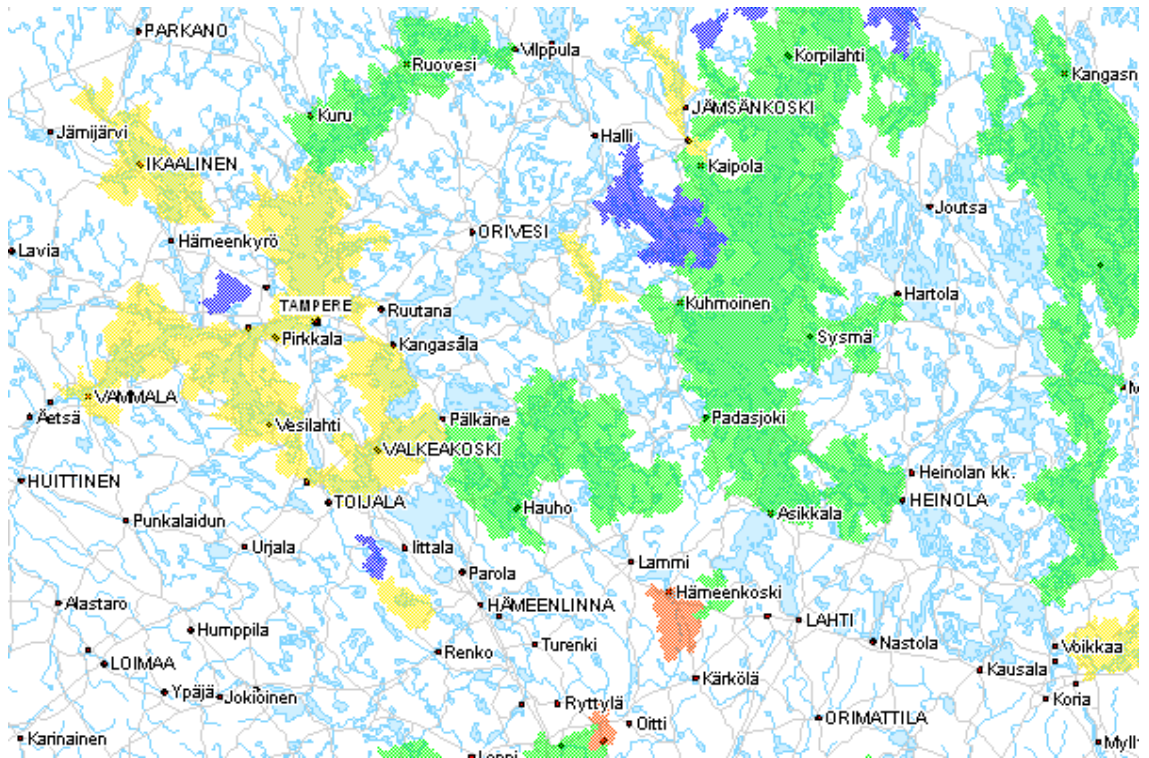 PARKANO
Vilppula
Korpilahti
Ruovesi
Kangasn
JÄMSÄNKOSKI
Kuru
Jämijärvi
Halli
IKAALINEN
Kaipola
Joutsa
ORIVESI
Hämeenkyrö
Lavia
Hartola
Kuhmoinen
TAMPERE
Ruutana
Pirkkala
Sysmä
Kangasala
VAMMALA
Äetsä
Pälkäne
Padasjoki
Vesilahti
VALKEAKOSKI
HUITTINEN
Heinolan kk.
TOIJALA
HEINOLA
Hauho
Asikkala
Punkalaidun
Urjala
Iittala
Lammi
Parola
Hämeenkoski
Alastaro
HÄMEENLINNA
LAHTI
Humppila
Nastola
Turenki
Voikkaa
Renko
LOIMAA
Kausala
Kärkölä
Ypäjä
Jokioinen
Koria
Ryttylä
ORIMATTILA
Oitti
Karinainen
Myll